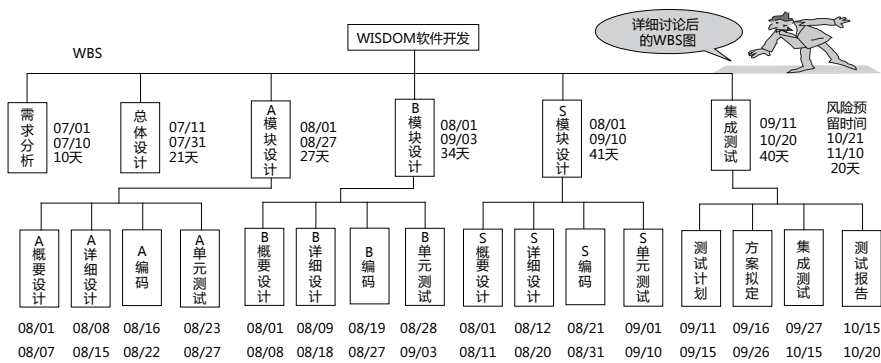 WBS
WISDOM软件开发
详细讨论后
的WBS图
需求分析
07/01
07/10
10天
总体设计
07/11
07/31
21天
A模块设计
08/01
08/27
27天
B模块设计
08/01
09/03
34天
S模块设计
08/01
09/10
41天
集成测试
09/11
10/20
40天
风险预
留时间
10/21
11/10
20天
A概要设计
A详细设计
A编码
A单元测试
B概要设计
B详细设计
B编码
B单元测试
S概要设计
S详细设计
S编码
S单元测试
测试计划
方案拟定
集成测试
测试报告
08/01 08/08 08/16 08/23 08/01 08/09 08/19 08/28 08/01 08/12 08/21 09/01 09/11 09/16 09/27 10/15
08/07 08/15 08/22 08/27 08/08 08/18 08/27 09/03 08/11 08/20 08/31 09/10 09/15 09/26 10/15 10/20